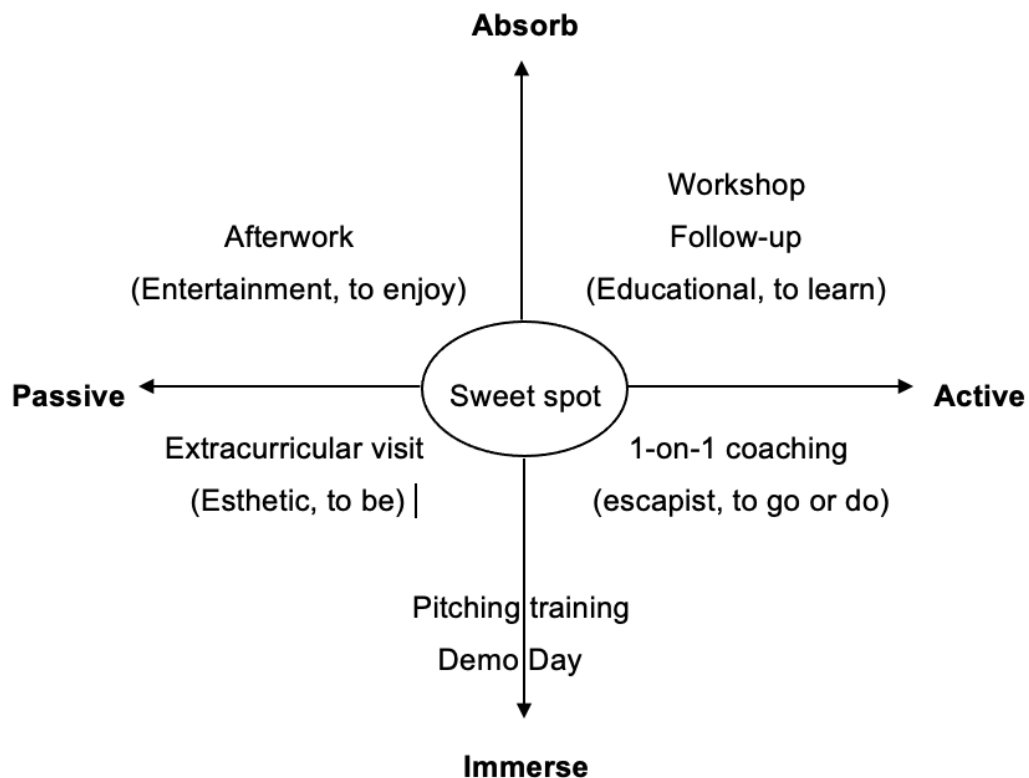 Absorb
Workshop
Afterwork
Follow-up
(Entertainment, to enjoy)
(Educational, to learn)
Passive
Sweet spot
Active
Extracurricular visit
1-on-1 coaching
(Esthetic, to be)
(escapist, to go or do)
Pitching training
Demo Day
Immerse